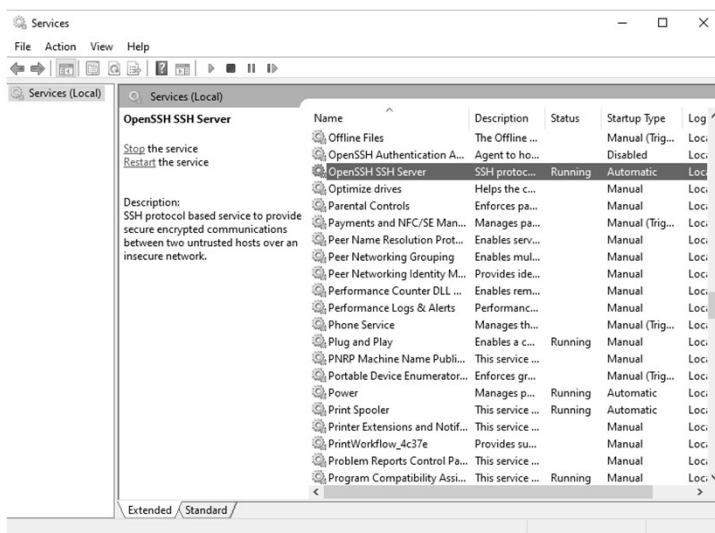 Services
File Action View Help
Services (Local)
Services (Local)
OpenSSH SSH Server
Stop the service
Restart the service
Description:
SSH protocol based service to provide
secure encrypted communications
between two untrusted hosts over an
insecure network.
Name Description Status Startup Type Log
Offline Files The Offline ... Manual (Trig... Loca
OpenSSH Authentication A... Agent to ho... Disabled Loca
OpenSSH SSH Server SSH protoc... Running Automatic Loca
Optimize drives Helps the c... Manual Loca
Parental Controls Enforces pa... Manual Loca
Payments and NFC/SE Man... Manages pa... Manual (Trig... Loca
Peer Name Resolution Prot... Enables serv... Manual Loca
Peer Networking Grouping Enables mul... Manual Loca
Peer Networking Identity M... Provides ide... Manual Loca
Performance Counter DLL ... Enables rem... Manual Loca
Performance Logs & Alerts Performanc... Manual Loca
Phone Service Manages th... Manual (Trig... Loca
Plug and Play Enables a c... Running Manual Loca
PNRP Machine Name Publi... This service ... Manual Loca
Portable Device Enumerator... Enforces gr... Manual (Trig... Loca
Power Manages p... Running Automatic Loca
Print Spooler This service ... Running Automatic Loca
Printer Extensions and Notif... This service ... Manual Loca
PrintWorkflow_4c37e Provides su... Manual Loca
Problem Reports Control Pa... This service ... Manual Loca
Program Compatibility Assi... This service ... Running Manual Loca
Extended Standard